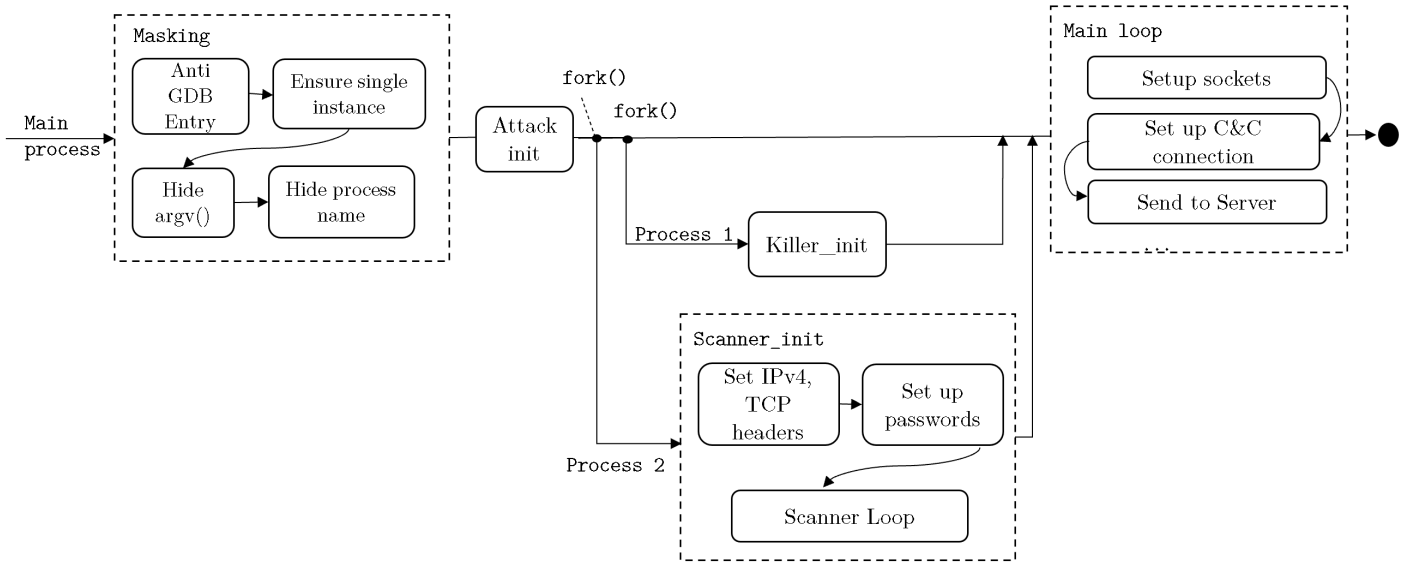 Main
process
Masking
Anti
GDB
Entry
Ensure single
instance
Hide
argv()
Hide process
name
Attack
init
fork()
fork()
Process 1
Killer_init
Process 2
Scanner_init
Set IPv4,
TCP
headers
Set up
passwords
Scanner Loop
Main loop
Setup sockets
Set up C&C
connection
Send to Server
...